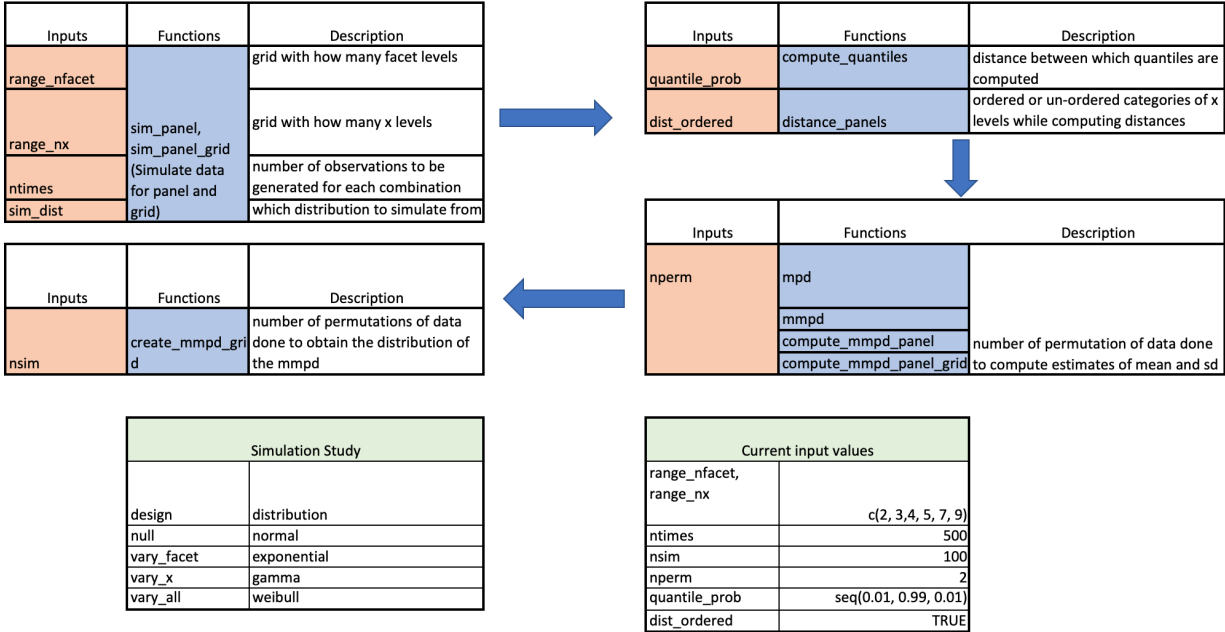 Inputs Functions Description
range_nfacet
range_nx
ntimes
sim_dist
sim_panel,
sim_panel_grid
(Simulate data
for panel and
grid)
grid with how many facet levels
grid with how many x levels
number of observations to be
generated for each combination
which distribution to simulate from
Inputs Functions Description
quantile_prob
compute_quantiles
distance between which quantiles are
computed
dist_ordered
distance_panels
ordered or un-ordered categories of x
levels while computing distances
Inputs Functions Description
nperm
mpd
mmpd
compute_mmpd_panel
compute_mmpd_panel_grid
number of permutation of data done
to compute estimates of mean and sd
Inputs Functions Description
nsim
create_mmpd_gri
d
number of permutations of data
done to obtain the distribution of
the mmpd
Simulation Study
design distribution
null normal
vary_facet exponential
vary_x gamma
vary_all weibull
Current input values
range_nfacet,
range_nx
c(2, 3,4, 5, 7, 9)
ntimes 500
nsim 100
nperm 2
quantile_prob seq(0.01, 0.99, 0.01)
dist_ordered TRUE